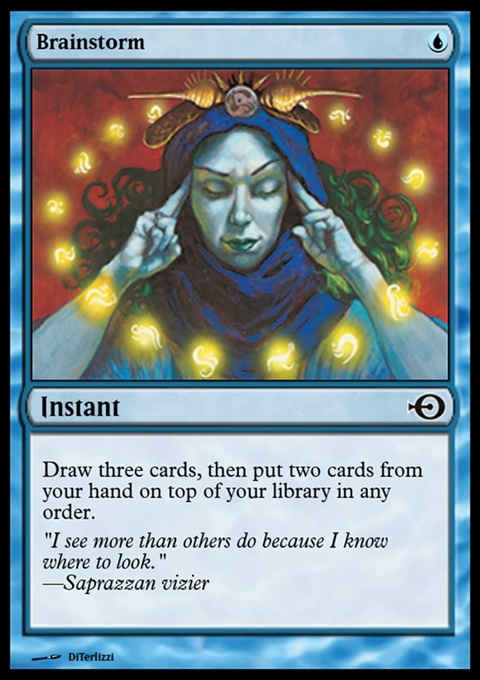 Brainstorm
Instant
Draw three cards, then put two cards from
your hand on top of your library in any
order.
"I see more than others do because I know
where to look."
—Saprazzan vizier
DiTerlizzi